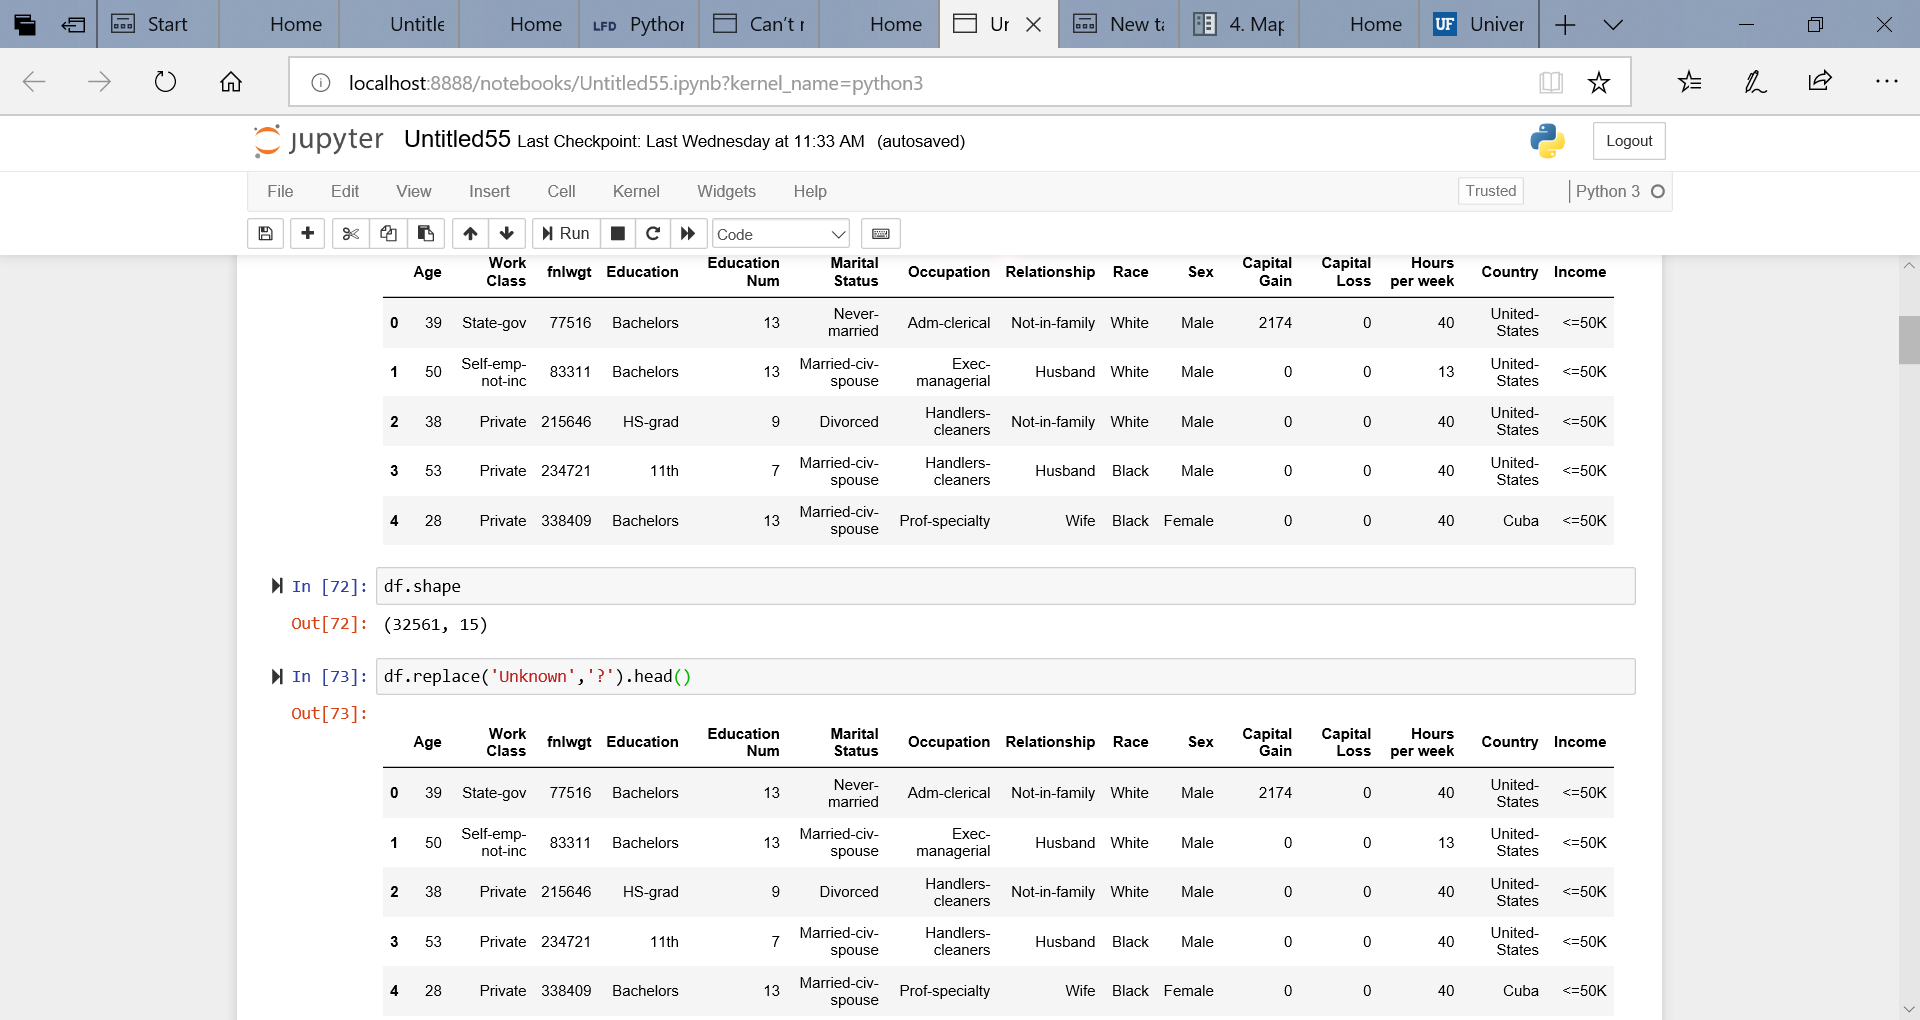 Start Home Untitle Home LFD Python Can't r Home Ur New ta 4. Map Home UF Univer
localhost:8888/notebooks/Untitled55.ipynb?kernel_name=python3
jupyter Untitled55 Last Checkpoint: Last Wednesday at 11:33 AM (autosaved) Logout
File Edit View Insert Cell Kernel Widgets Help Trusted Python 3
Run Code
Age Work Class fnlwgt Education Education Num Marital Status Occupation Relationship Race Sex Capital Gain Capital Loss Hours per week Country Income
0 39 State-gov 77516 Bachelors 13 Never-married Adm-clerical Not-in-family White Male 2174 0 40 United-States <=50K
1 50 Self-emp-not-inc 83311 Bachelors 13 Married-civ-spouse Exec-managerial Husband White Male 0 0 13 United-States <=50K
2 38 Private 215646 HS-grad 9 Divorced Handlers-cleaners Not-in-family White Male 0 0 40 United-States <=50K
3 53 Private 234721 11th 7 Married-civ-spouse Handlers-cleaners Husband Black Male 0 0 40 United-States <=50K
4 28 Private 338409 Bachelors 13 Married-civ-spouse Prof-specialty Wife Black Female 0 0 40 Cuba <=50K
In [72]: df.shape
Out[72]: (32561, 15)
In [73]: df.replace('Unknown','?').head()
Out[73]:
Age Work Class fnlwgt Education Education Num Marital Status Occupation Relationship Race Sex Capital Gain Capital Loss Hours per week Country Income
0 39 State-gov 77516 Bachelors 13 Never-married Adm-clerical Not-in-family White Male 2174 0 40 United-States <=50K
1 50 Self-emp-not-inc 83311 Bachelors 13 Married-civ-spouse Exec-managerial Husband White Male 0 0 13 United-States <=50K
2 38 Private 215646 HS-grad 9 Divorced Handlers-cleaners Not-in-family White Male 0 0 40 United-States <=50K
3 53 Private 234721 11th 7 Married-civ-spouse Handlers-cleaners Husband Black Male 0 0 40 United-States <=50K
4 28 Private 338409 Bachelors 13 Married-civ-spouse Prof-specialty Wife Black Female 0 0 40 Cuba <=50K